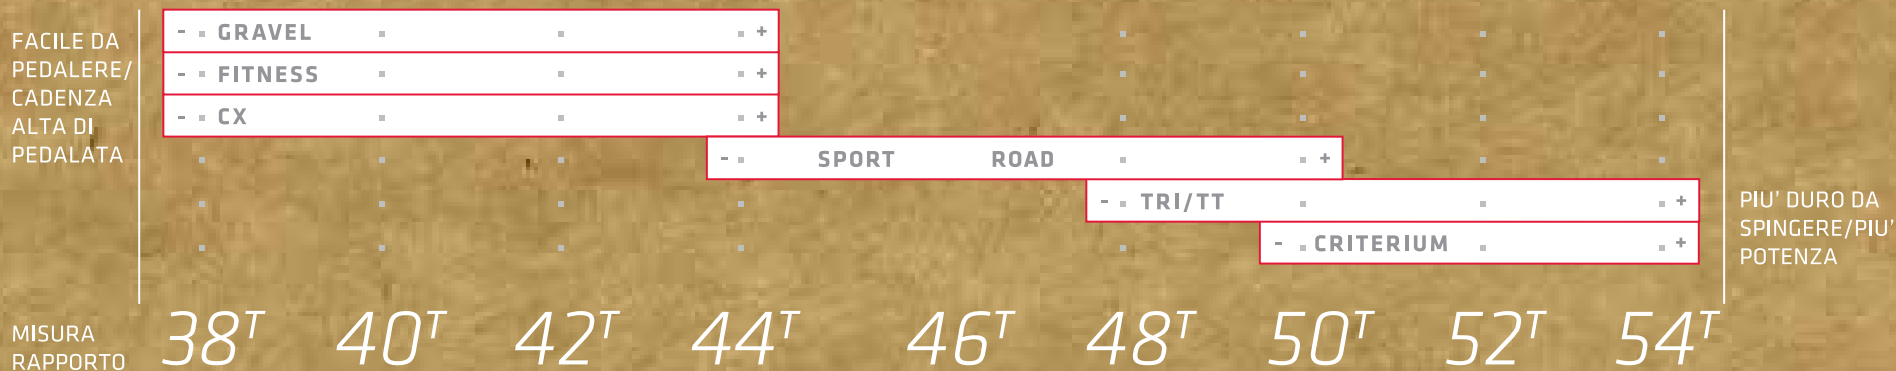 FACILE DA
PEDALERE/
CADENZA
ALTA DI
PEDALATA
- GRAVEL +
- FITNESS +
- CX +
- SPORT ROAD +
- TRI/TT +
- CRITERIUM +
PIU' DURO DA
SPINGERE/PIU'
POTENZA
MISURA
RAPPORTO
38T 40T 42T 44T 46T 48T 50T 52T 54T